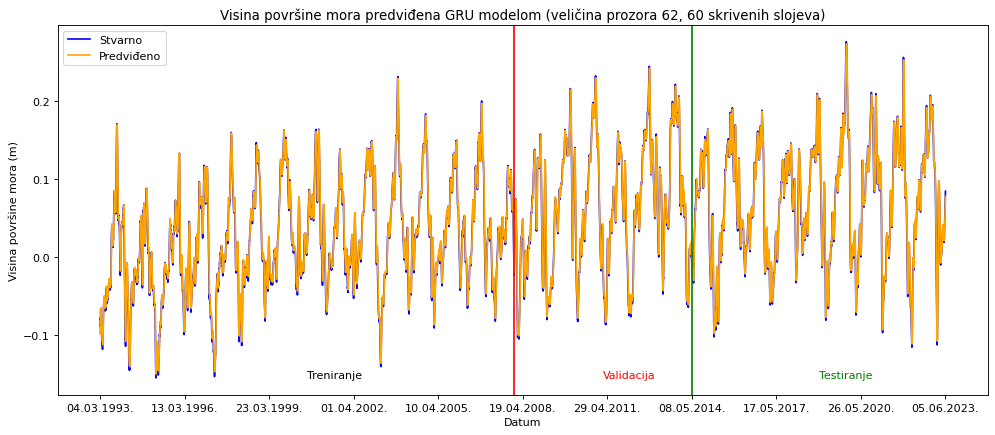 Visina površine mora predviđena GRU modelom (veličina prozora 62, 60 skrivenih slojeva)
Stvarno
Predviđeno
Visina površine mora (m)
0.2
0.1
0.0
−0.1
Treniranje
Validacija
Testiranje
04.03.1993. 13.03.1996. 23.03.1999. 01.04.2002. 10.04.2005. 19.04.2008. 29.04.2011. 08.05.2014. 17.05.2017. 26.05.2020. 05.06.2023.
Datum